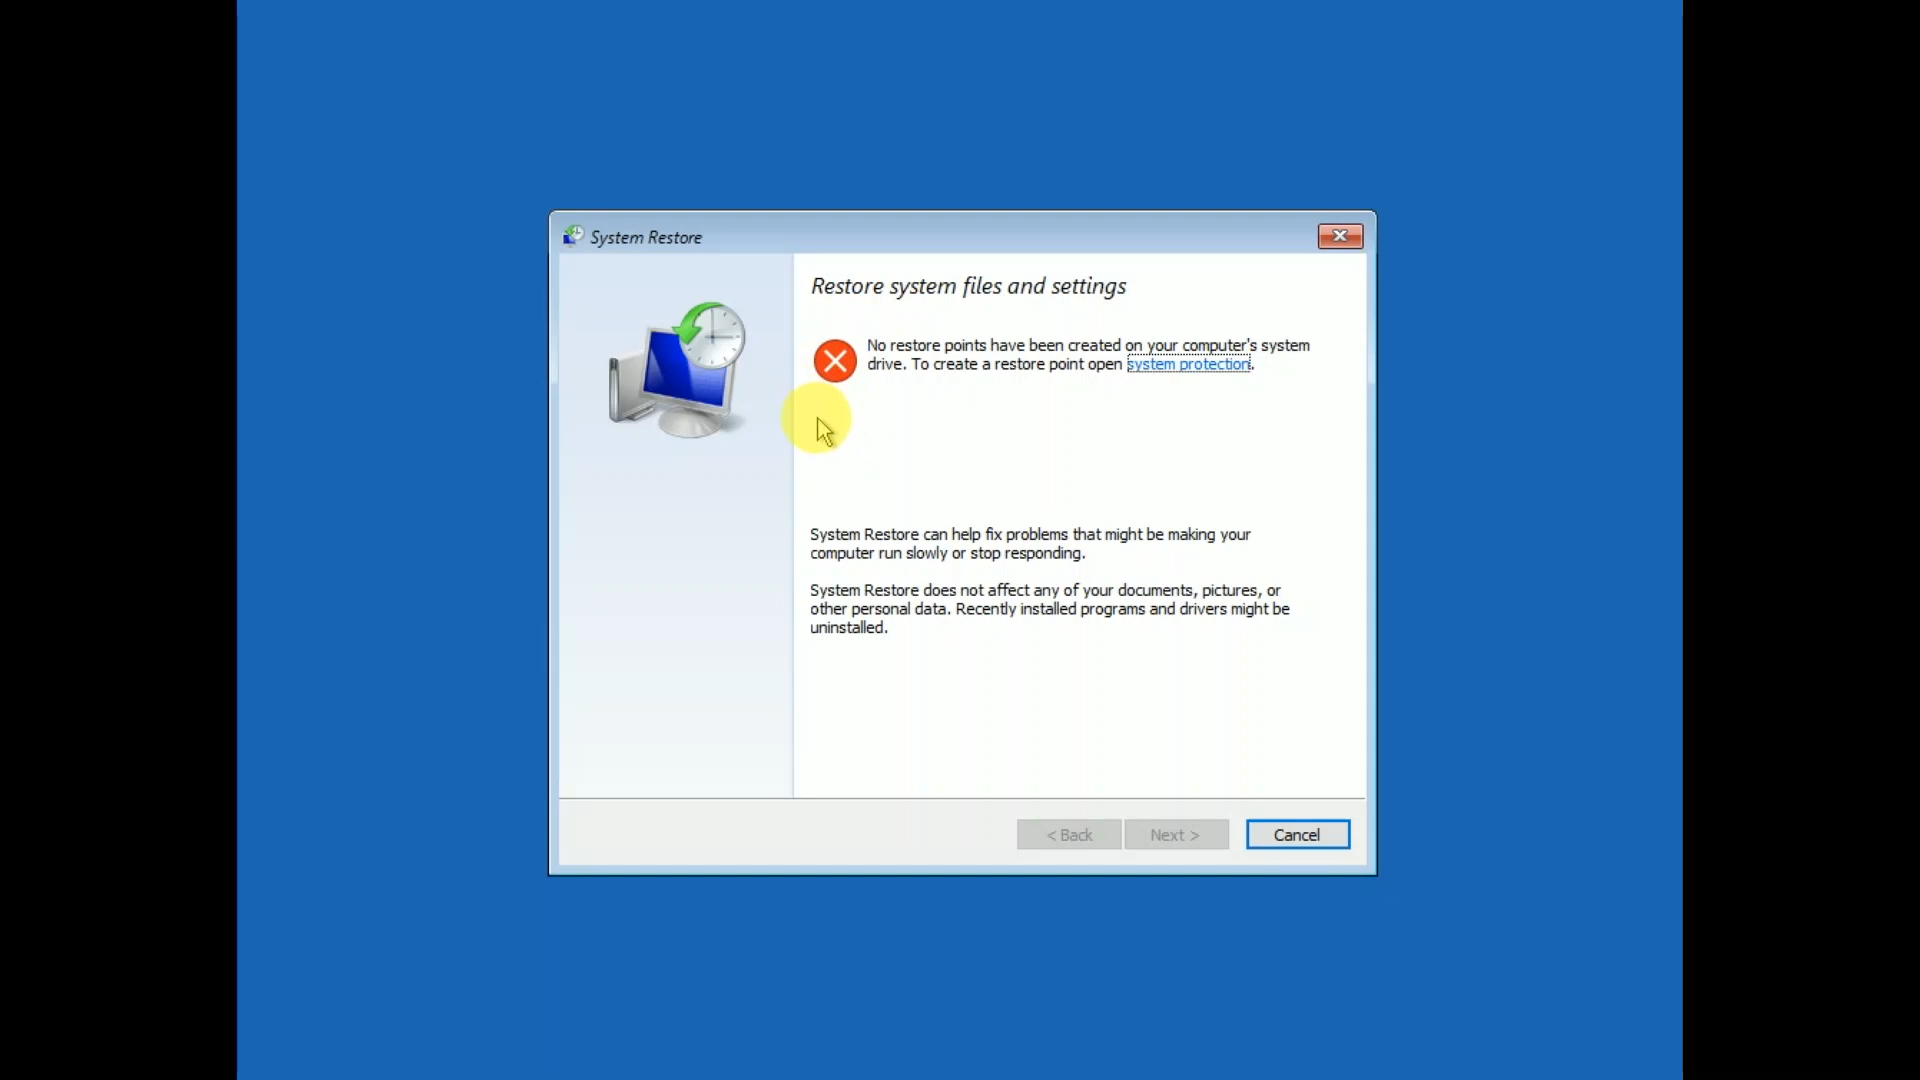 System Restore
Restore system files and settings
No restore points have been created on your computer's system
drive. To create a restore point open system protection.
System Restore can help fix problems that might be making your
computer run slowly or stop responding.
System Restore does not affect any of your documents, pictures, or
other personal data. Recently installed programs and drivers might be
uninstalled.
< Back Next > Cancel